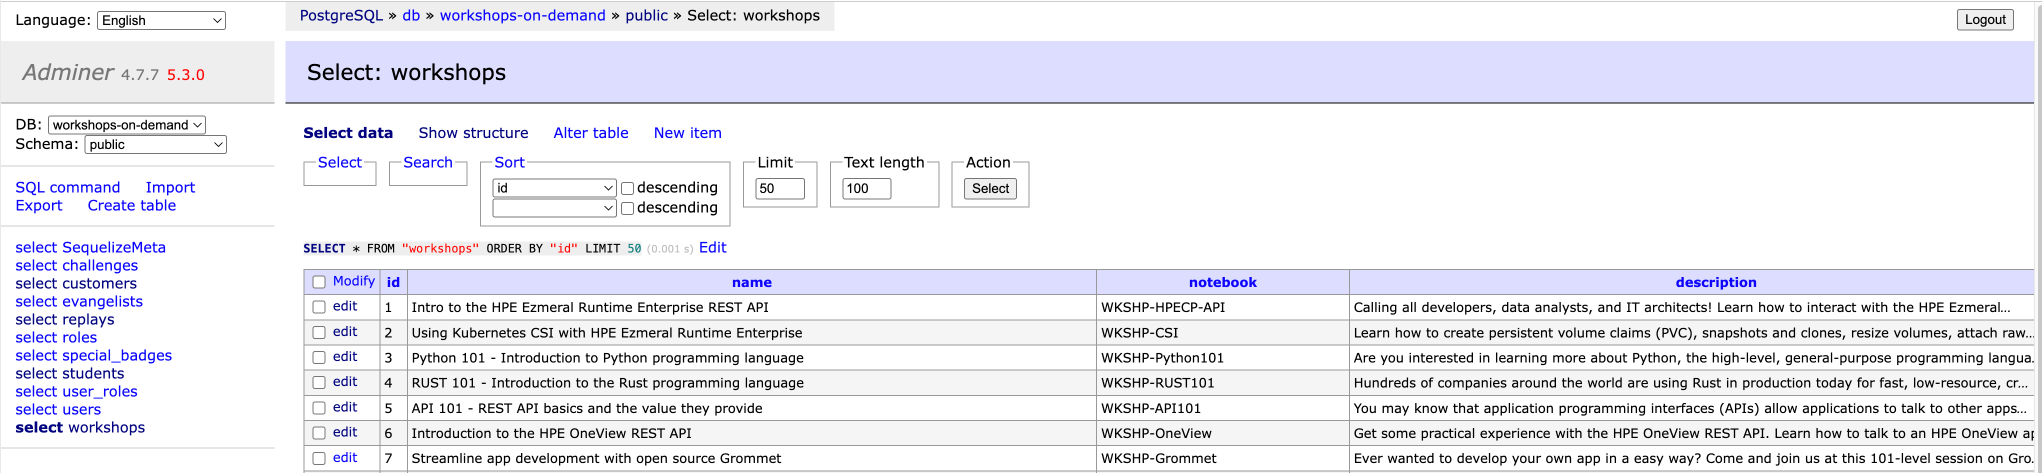 Language: English
PostgreSQL » db » workshops-on-demand » public » Select: workshops
Logout
Adminer 4.7.7 5.3.0
Select: workshops
DB: workshops-on-demand
Schema: public
SQL command Import
Export Create table
select SequelizeMeta
select challenges
select customers
select evangelists
select replays
select roles
select special_badges
select students
select user_roles
select users
select workshops
Select data Show structure Alter table New item
Select Search Sort Limit Text length Action
id descending 50 100 Select
descending
SELECT * FROM "workshops" ORDER BY "id" LIMIT 50 (0.001 s) Edit
Modify id name notebook description
edit 1 Intro to the HPE Ezmeral Runtime Enterprise REST API WKSHP-HPECP-API Calling all developers, data analysts, and IT architects! Learn how to interact with the HPE Ezmeral...
edit 2 Using Kubernetes CSI with HPE Ezmeral Runtime Enterprise WKSHP-CSI Learn how to create persistent volume claims (PVC), snapshots and clones, resize volumes, attach raw...
edit 3 Python 101 - Introduction to Python programming language WKSHP-Python101 Are you interested in learning more about Python, the high-level, general-purpose programming langua.
edit 4 RUST 101 - Introduction to the Rust programming language WKSHP-RUST101 Hundreds of companies around the world are using Rust in production today for fast, low-resource, cr...
edit 5 API 101 - REST API basics and the value they provide WKSHP-API101 You may know that application programming interfaces (APIs) allow applications to talk to other apps...
edit 6 Introduction to the HPE OneView REST API WKSHP-OneView Get some practical experience with the HPE OneView REST API. Learn how to talk to an HPE OneView ap
edit 7 Streamline app development with open source Grommet WKSHP-Grommet Ever wanted to develop your own app in a easy way? Come and join us at this 101-level session on Gro.